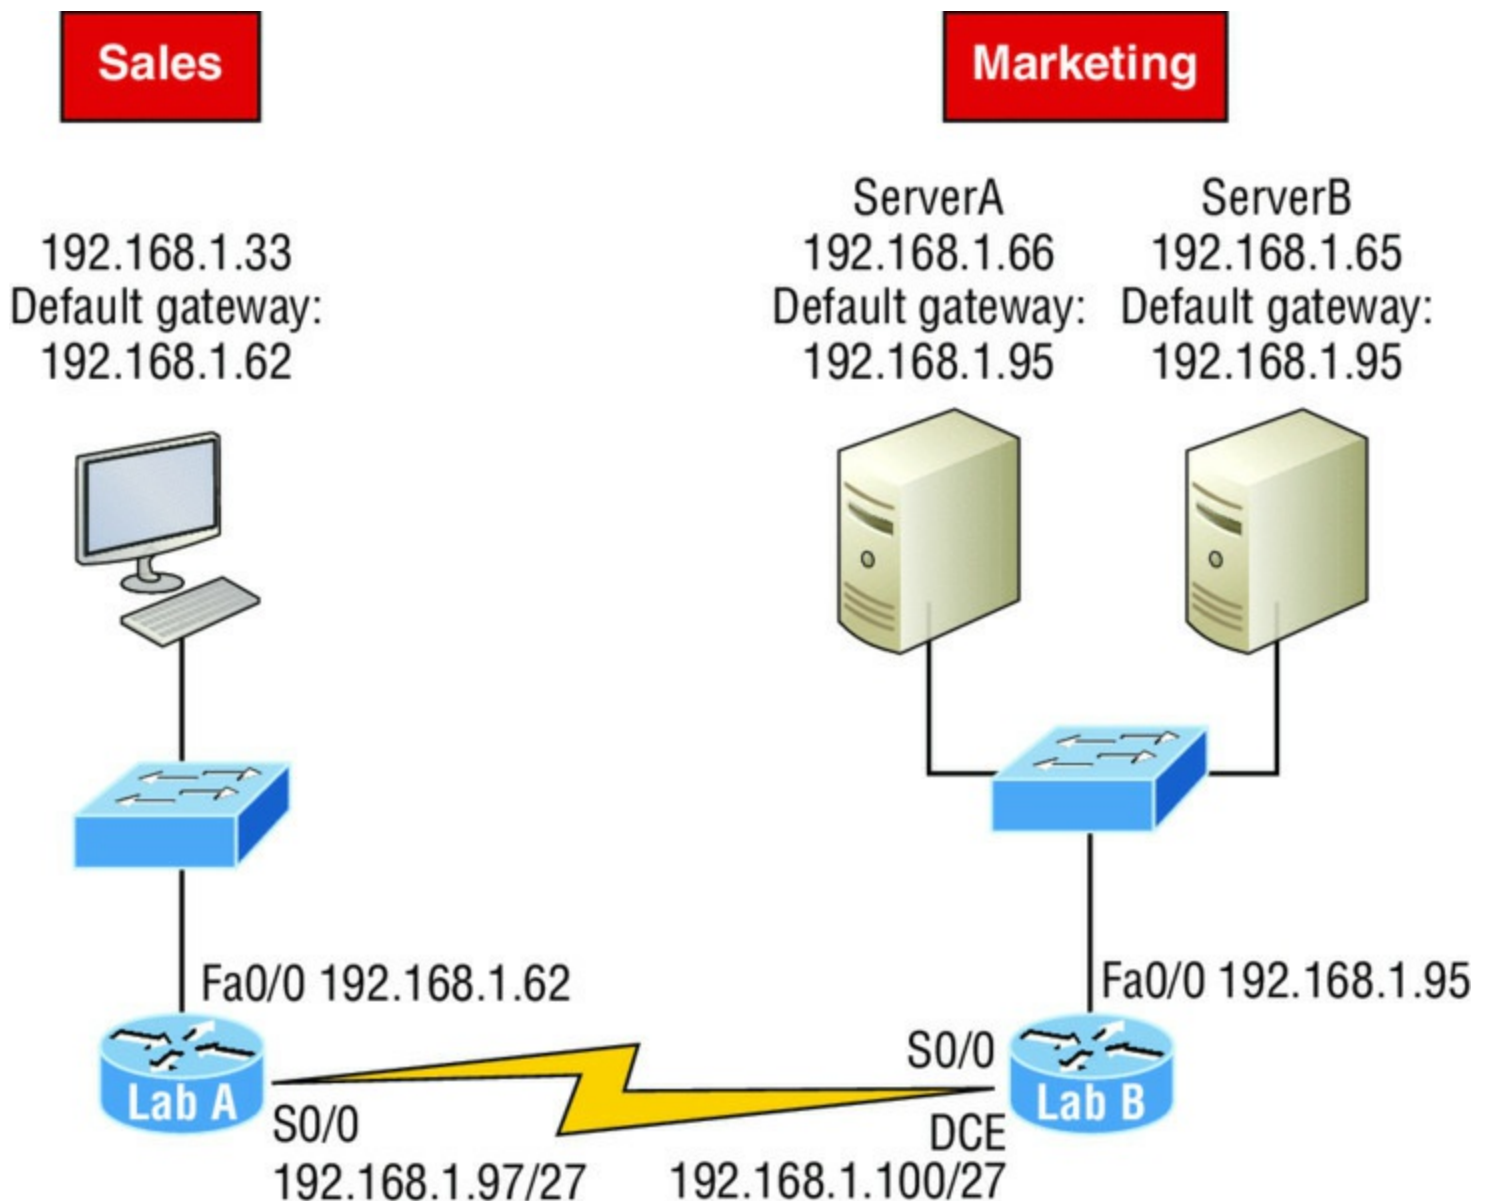 Sales
Marketing
192.168.1.33
Default gateway:
192.168.1.62
ServerA
192.168.1.66
Default gateway:
192.168.1.95
ServerB
192.168.1.65
Default gateway:
192.168.1.95
Fa0/0 192.168.1.62
Lab A
S0/0
192.168.1.97/27
Fa0/0 192.168.1.95
S0/0
Lab B
DCE
192.168.1.100/27